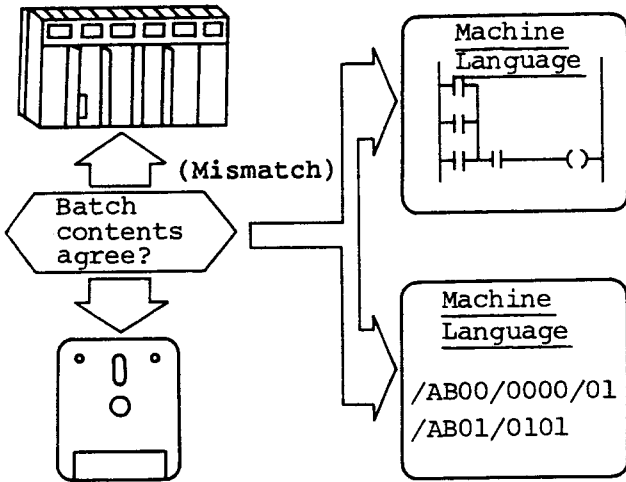 (Mismatch)
Batch
contents
agree?
Machine
Language
Machine
Language
/AB00/0000/01
/AB01/0101